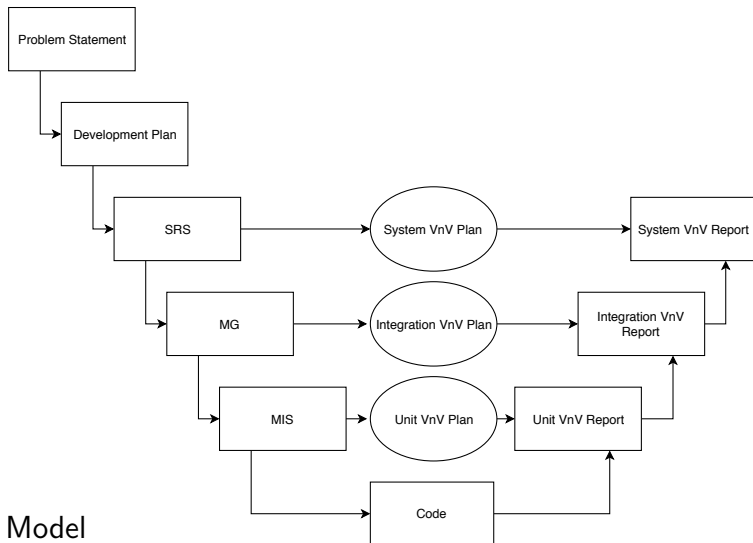 Problem Statement
Development Plan
SRS
System VnV Plan
System VnV Report
MG
Integration VnV Plan
Integration VnV
Report
MIS
Unit VnV Plan
Unit VnV Report
Code
Model